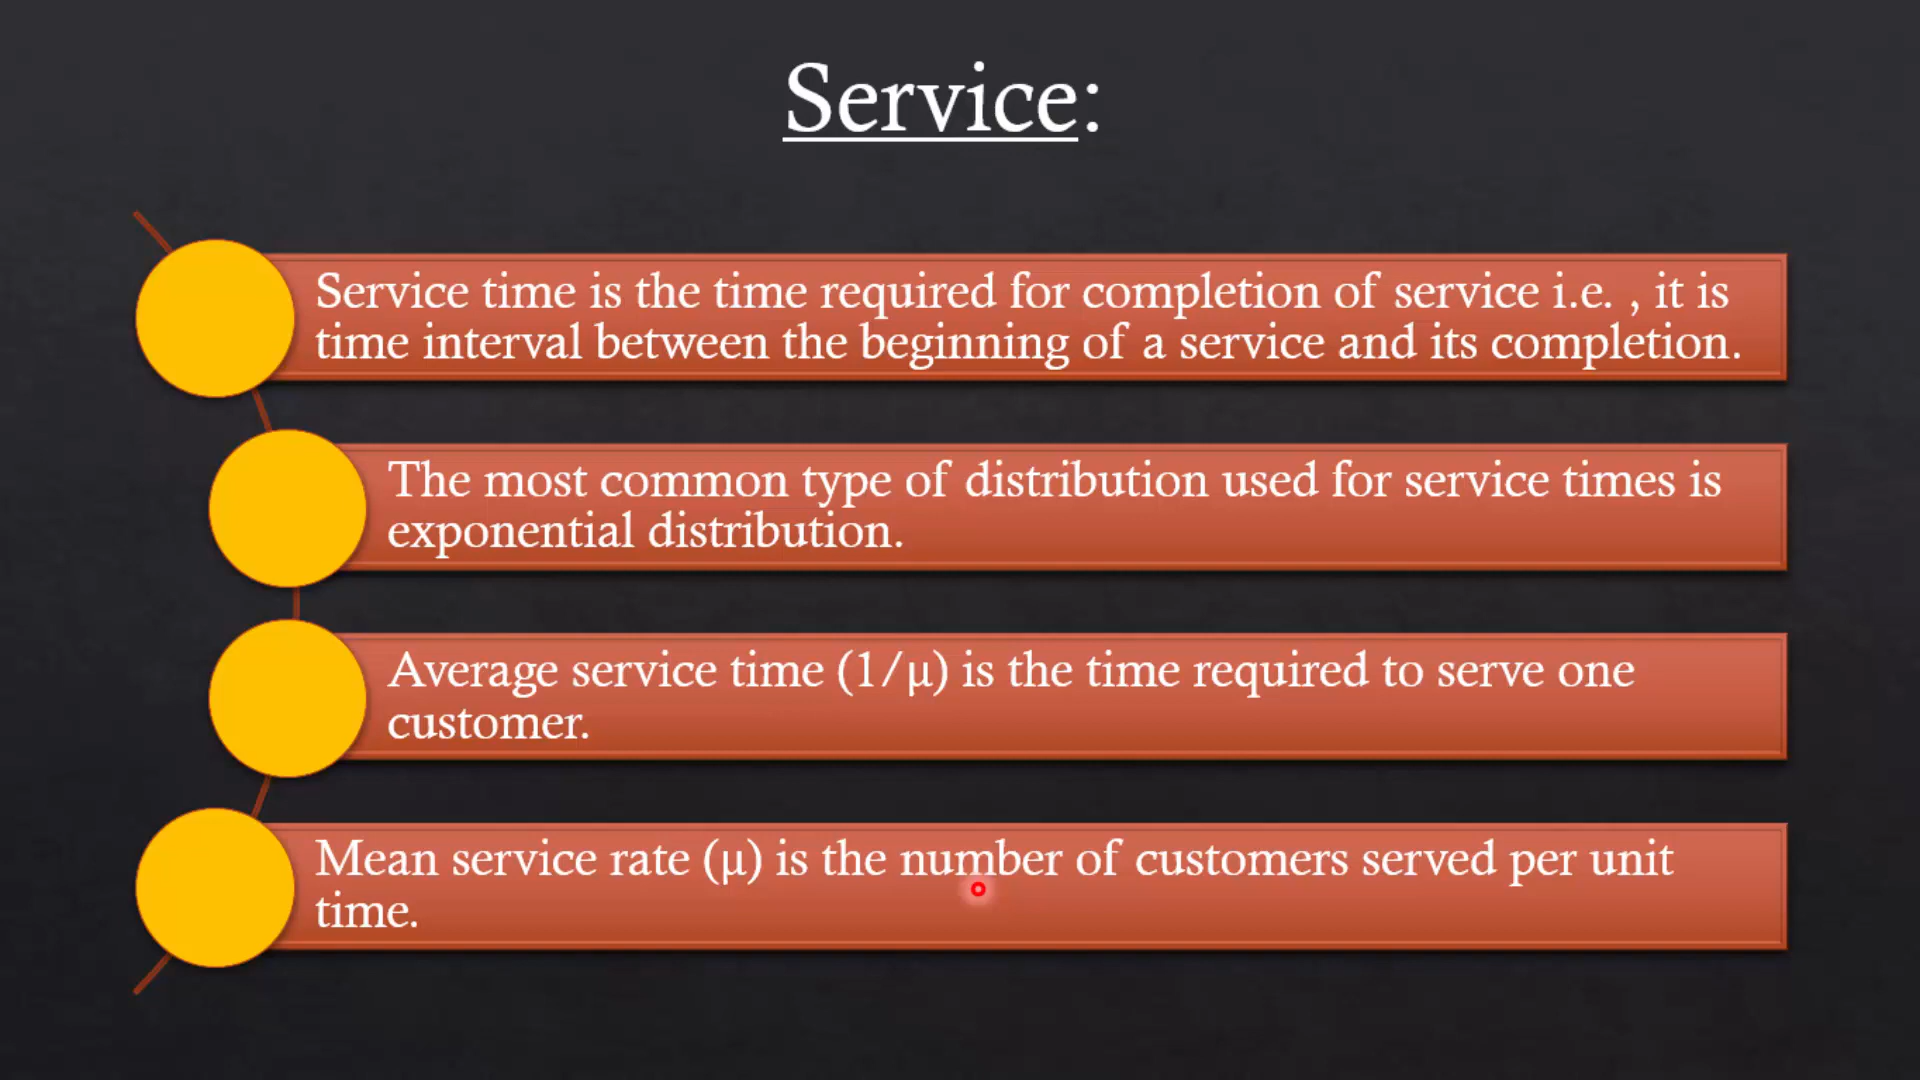 Service:
Service time is the time required for completion of service i.e. , it is
time interval between the beginning of a service and its completion.
The most common type of distribution used for service times is
exponential distribution.
Average service time (1/μ) is the time required to serve one
customer.
Mean service rate (μ) is the number of customers served per unit
time.